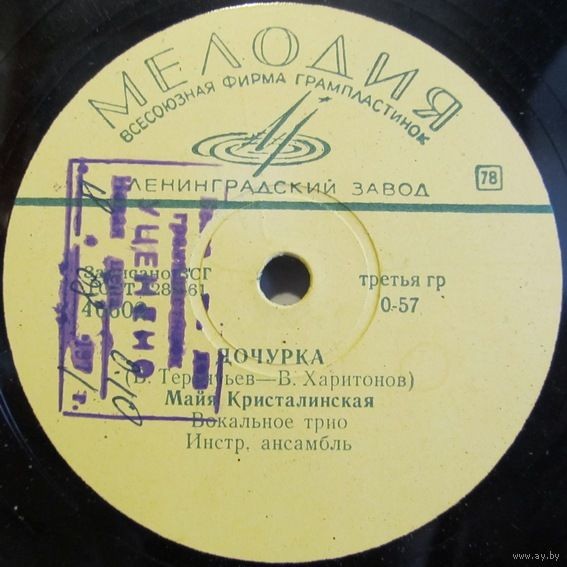 МЕЛОДИЯ
ВСЕСОЮЗНАЯ ФИРМА ГРАМПЛАСТИНОК
ЛЕНИНГРАДСКИЙ ЗАВОД
78
УЦЕНЕНО
третья гр
0-57
ДОЧУРКА
(В. Терентьев—В. Харитонов)
Майя Кристалинская
Вокальное трио
Инстр. ансамбль
www.ay.by